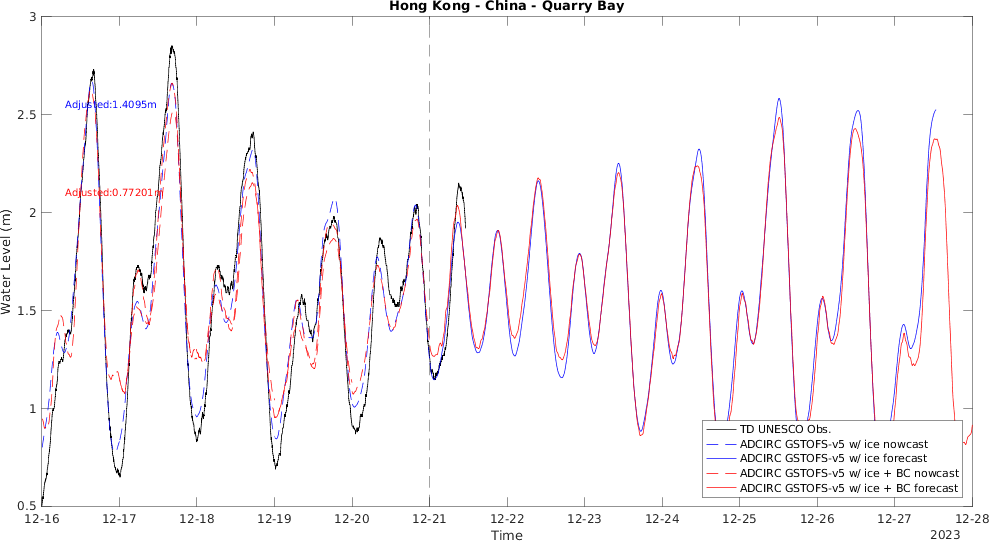 Hong Kong - China - Quarry Bay
3
2.5
2
1.5
1
0.5
Water Level (m)
Adjusted:1.4095m
Adjusted:0.77201m
TD UNESCO Obs.
ADCIRC GSTOFS-v5 w/ ice nowcast
ADCIRC GSTOFS-v5 w/ ice forecast
ADCIRC GSTOFS-v5 w/ ice + BC nowcast
ADCIRC GSTOFS-v5 w/ ice + BC forecast
12-16 12-17 12-18 12-19 12-20 12-21 12-22 12-23 12-24 12-25 12-26 12-27 12-28
Time
2023